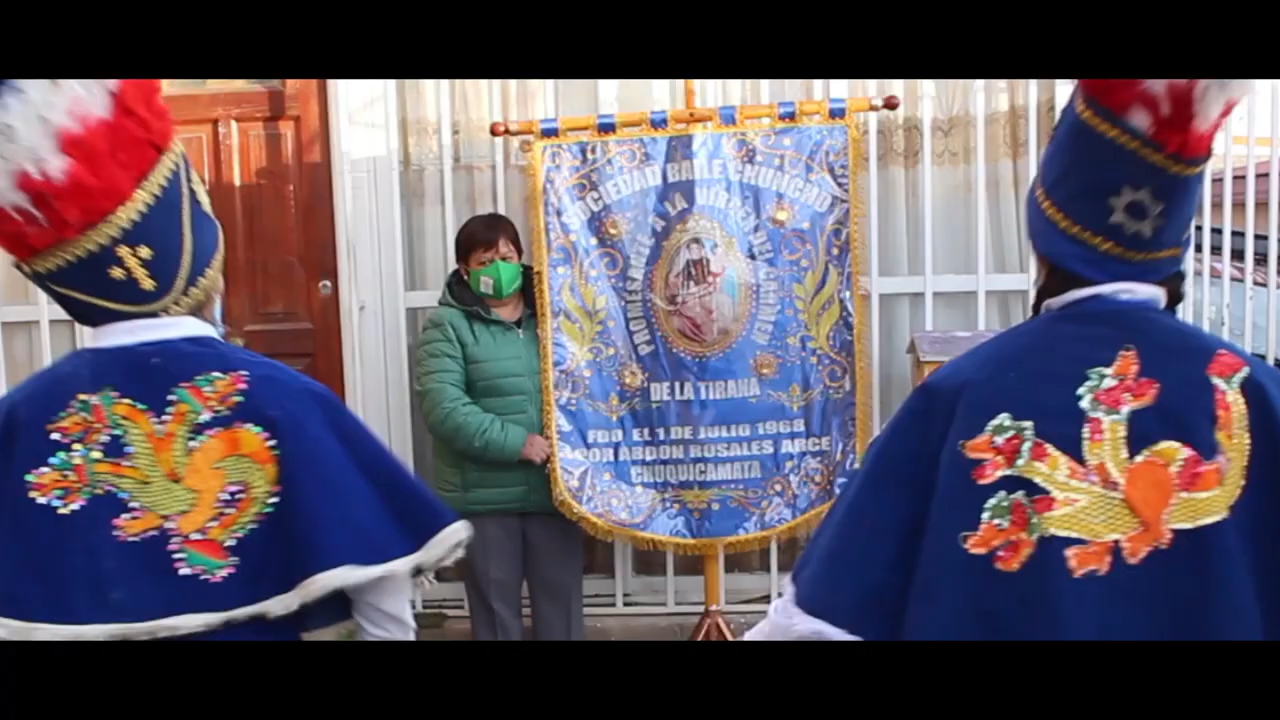 SOCIEDAD BAILE CHUNCHO
PROMESANTE A LA VIRGEN DEL CARMEN
DE LA TIRANA
FDO EL 1 DE JULIO 1968
POR ABDON ROSALES ARCE
CHUQUICAMATA